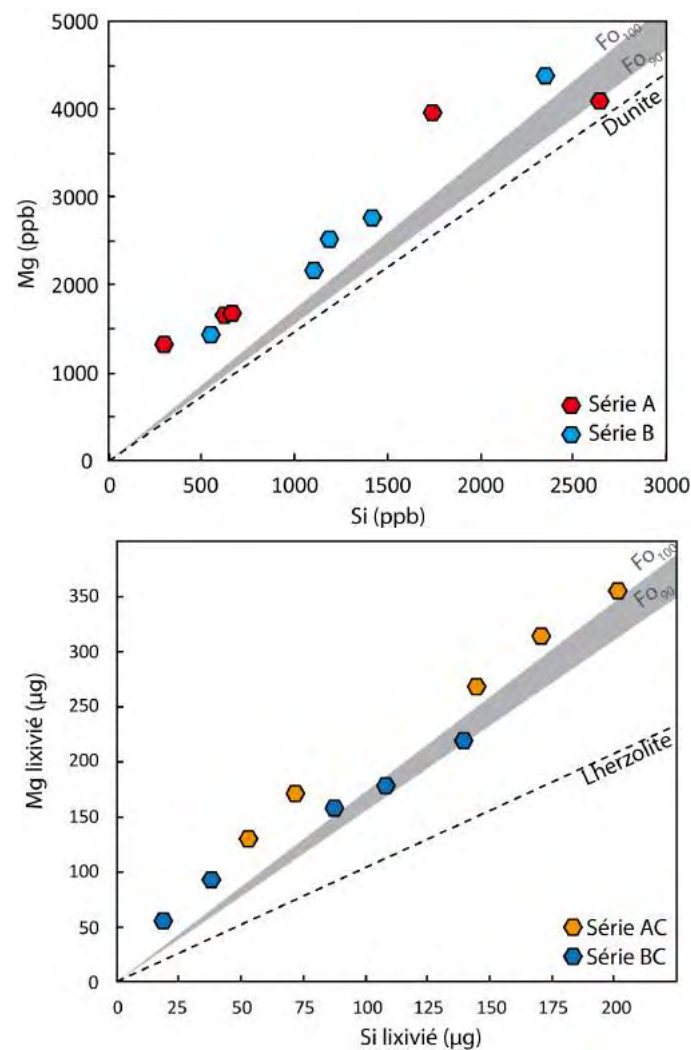 5000
4000
3000
2000
1000
0
Mg (ppb)
Fo100
Fo90
Dunite
Série A
Série B
0 500 1000 1500 2000 2500 3000
Si (ppb)
350
300
250
200
150
100
50
0
Mg lixivié (µg)
Fo100
Fo90
Lherzolite
Série AC
Série BC
0 25 50 75 100 125 150 175 200
Si lixivié (µg)